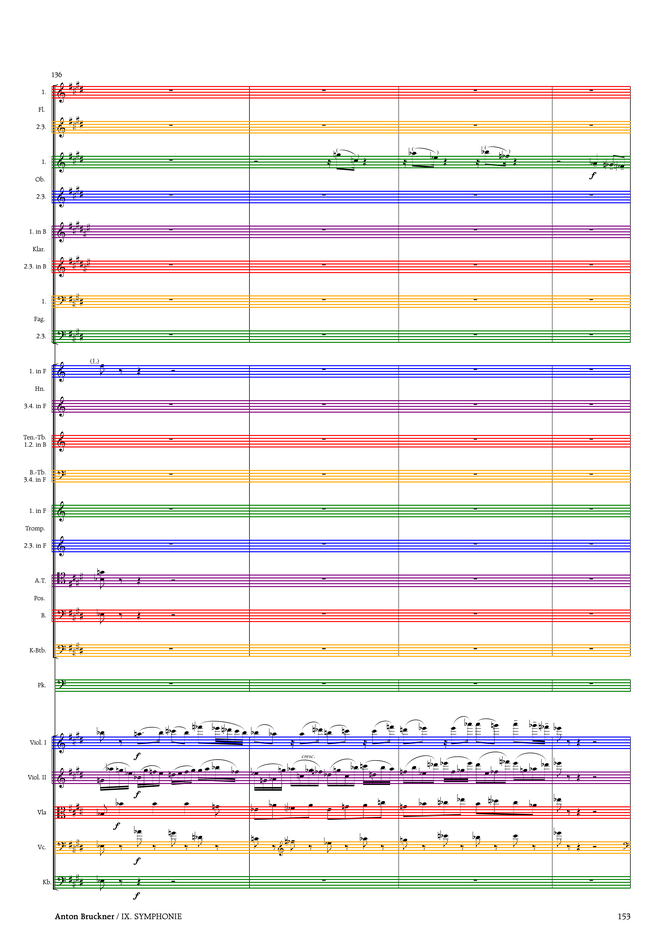 136
1.
Fl.
2.3.
1.
Ob.
f
2.3.
1. in B
Klar.
2.3. in B
1.
Fag.
2.3.
(1.)
1. in F
Hn.
3.4. in F
Ten.-Tb.
1.2. in B
B.-Tb.
3.4. in F
1. in F
Tromp.
2.3. in F
A.T.
Pos.
B.
K-Btb.
Pk.
Viol. I
f
cresc.
Viol. II
f
Vla
f
Vc.
f
Kb.
f
Anton Bruckner / IX. SYMPHONIE 153